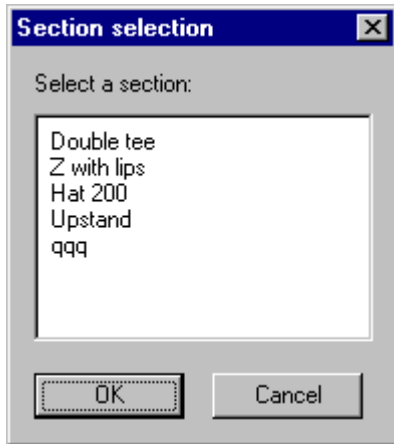 Section selection
Select a section:
Double tee
Z with lips
Hat 200
Upstand
qqq
OK
Cancel